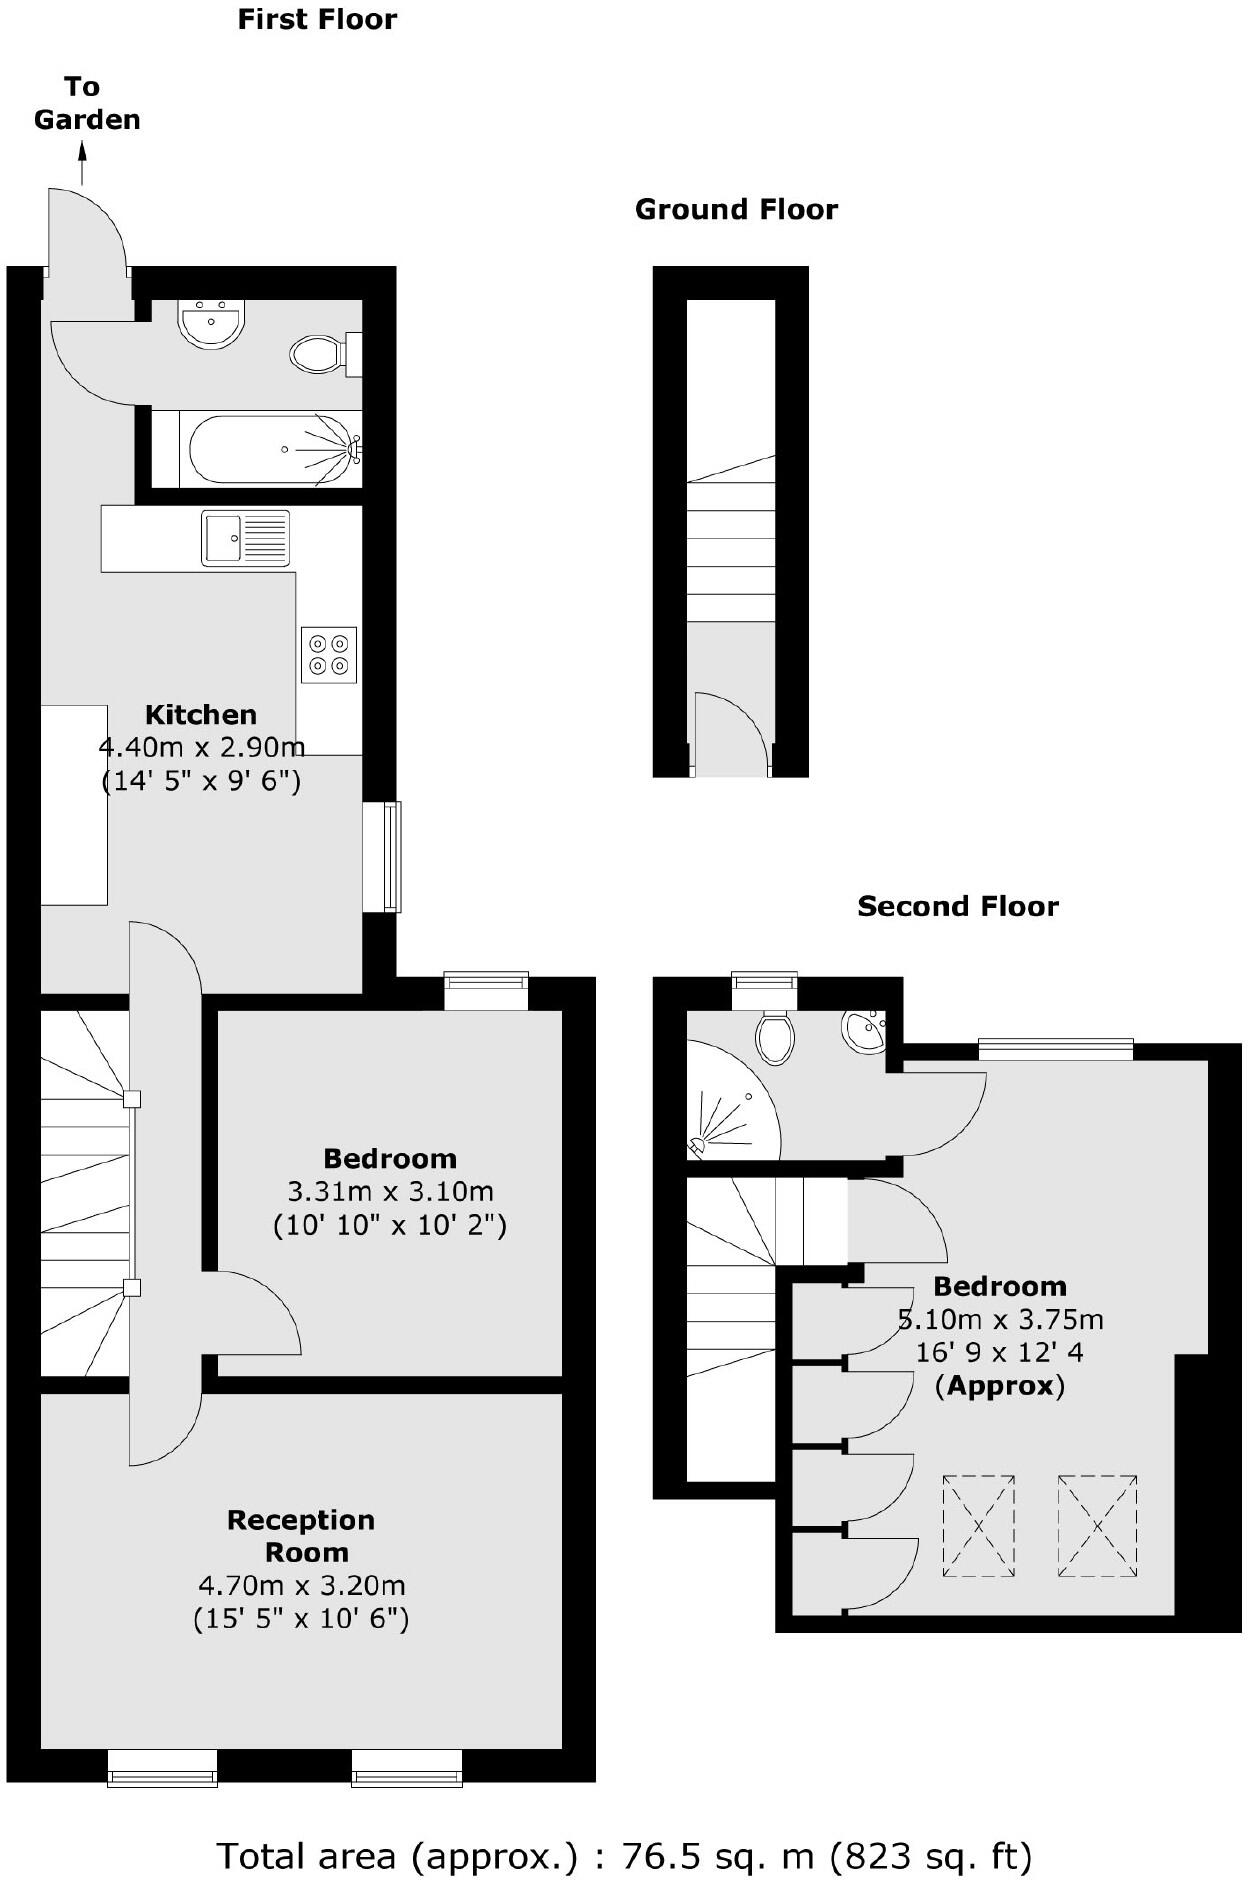 First Floor
To
Garden
Ground Floor
Kitchen
4.40m x 2.90m
(14' 5" x 9' 6")
Second Floor
Bedroom
3.31m x 3.10m
(10' 10" x 10' 2")
Bedroom
5.10m x 3.75m
16' 9 x 12' 4
(Approx)
Reception
Room
4.70m x 3.20m
(15' 5" x 10' 6")
Total area (approx.) : 76.5 sq. m (823 sq. ft)